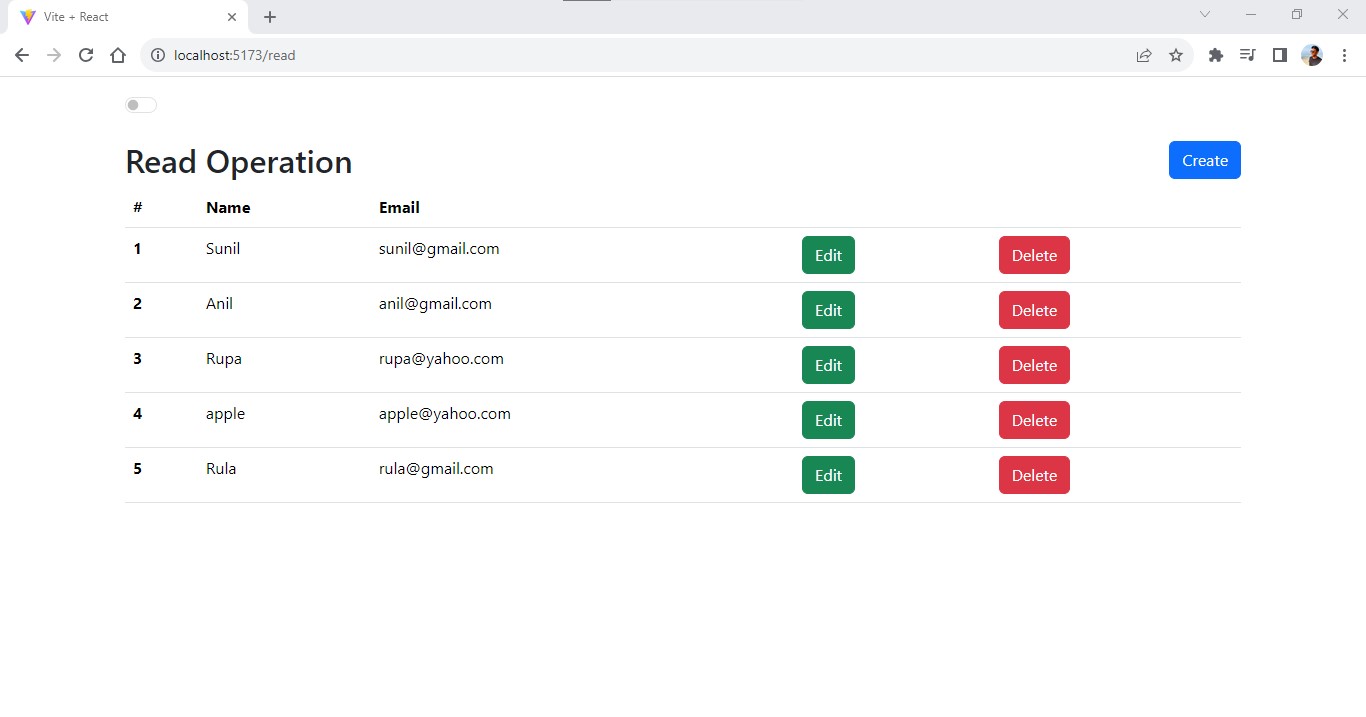 Vite + React
localhost:5173/read
Read Operation
Create
# Name Email
1 Sunil sunil@gmail.com Edit Delete
2 Anil anil@gmail.com Edit Delete
3 Rupa rupa@yahoo.com Edit Delete
4 apple apple@yahoo.com Edit Delete
5 Rula rula@gmail.com Edit Delete